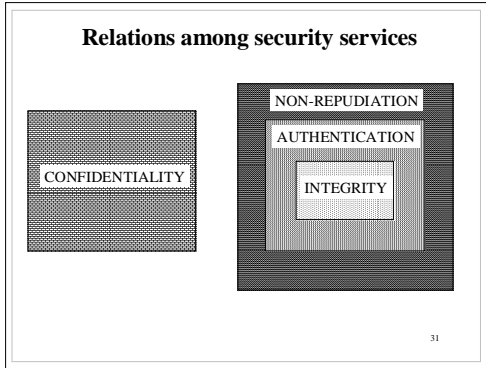 Relations among security services
NON-REPUDIATION
AUTHENTICATION
CONFIDENTIALITY
INTEGRITY
31